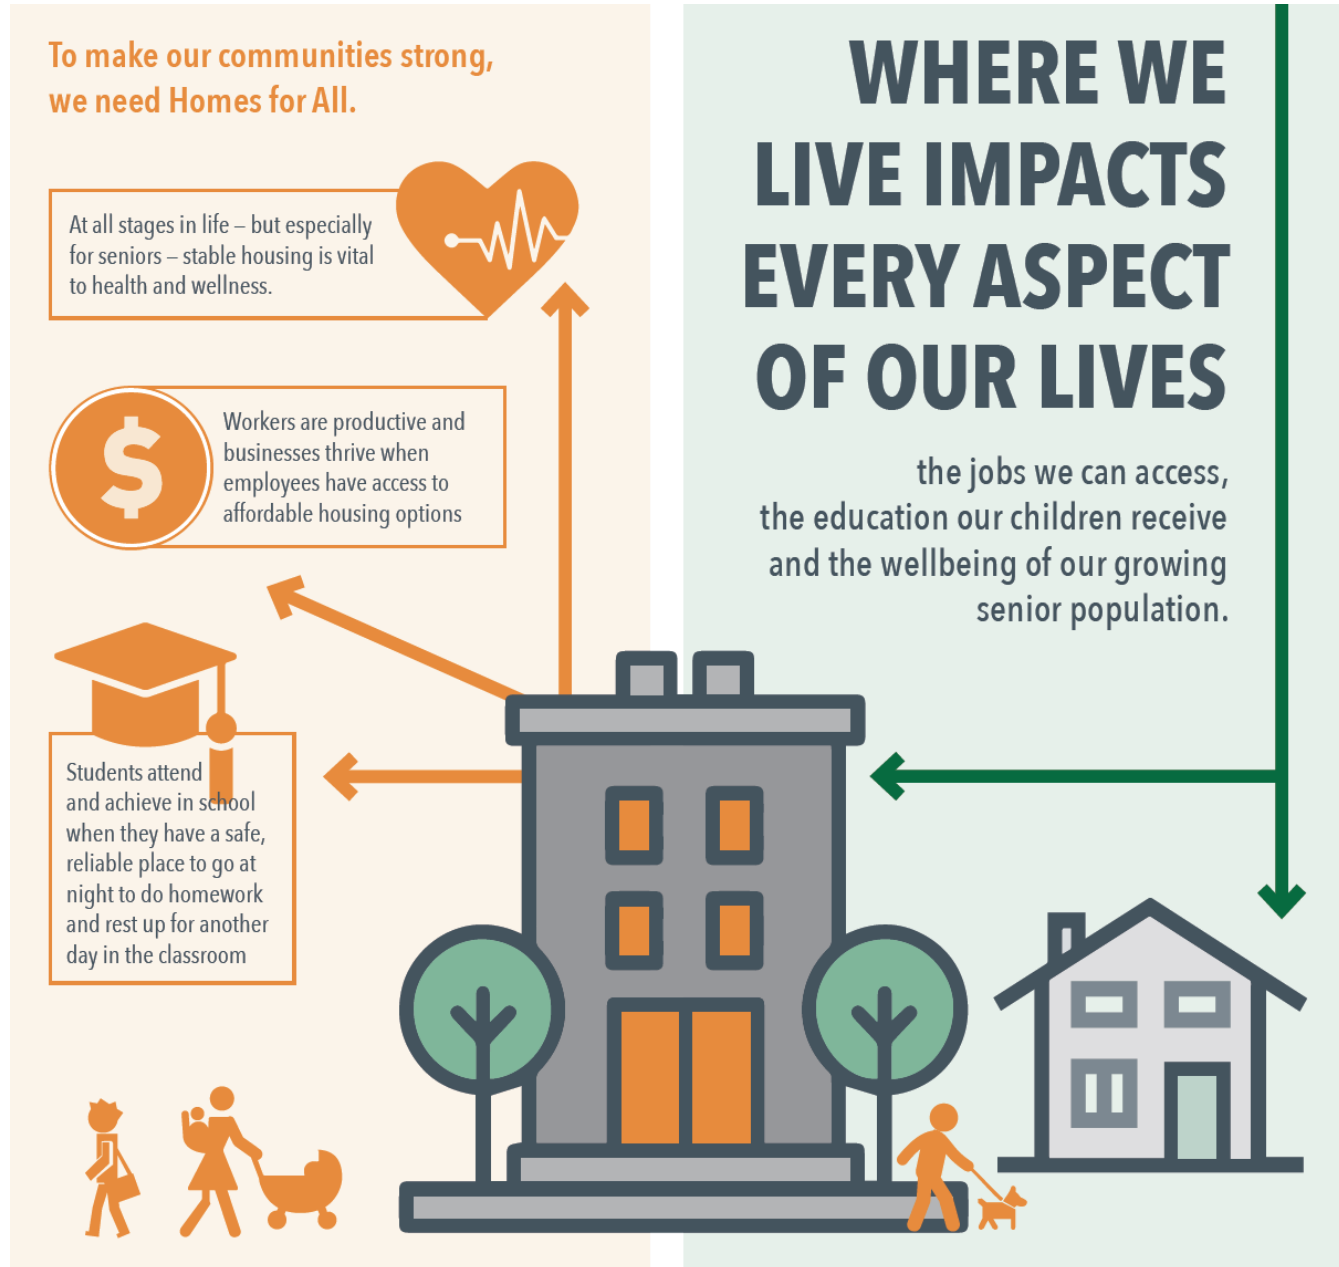 To make our communities strong,
we need Homes for All.
At all stages in life – but especially
for seniors – stable housing is vital
to health and wellness.
$
Workers are productive and
businesses thrive when
employees have access to
affordable housing options
Students attend
and achieve in school
when they have a safe,
reliable place to go at
night to do homework
and rest up for another
day in the classroom
WHERE WE
LIVE IMPACTS
EVERY ASPECT
OF OUR LIVES
the jobs we can access,
the education our children receive
and the wellbeing of our growing
senior population.